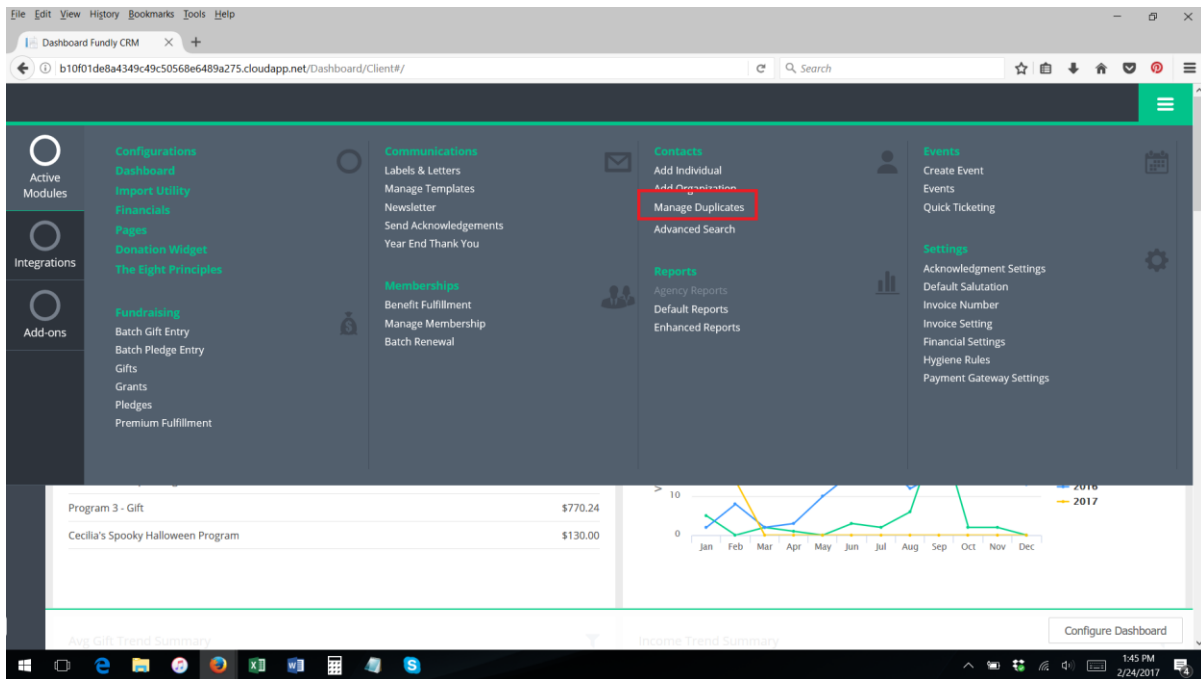 File Edit View History Bookmarks Tools Help
Dashboard Fundly CRM
b10f01de8a4349c49c50568e6489a275.cloudapp.net/Dashboard/Client#/
Search
Active
Modules
Integrations
Add-ons
Configurations
Dashboard
Import Utility
Financials
Pages
Donation Widget
The Eight Principles
Fundraising
Batch Gift Entry
Batch Pledge Entry
Gifts
Grants
Pledges
Premium Fulfillment
Communications
Labels & Letters
Manage Templates
Newsletter
Send Acknowledgements
Year End Thank You
Memberships
Benefit Fulfillment
Manage Membership
Batch Renewal
Contacts
Add Individual
Add Organization
Manage Duplicates
Advanced Search
Reports
Agency Reports
Default Reports
Enhanced Reports
Events
Create Event
Events
Quick Ticketing
Settings
Acknowledgment Settings
Default Salutation
Invoice Number
Invoice Setting
Financial Settings
Hygiene Rules
Payment Gateway Settings
Program 3 - Gift $770.24
Cecilia's Spooky Halloween Program $130.00
10
0
Jan Feb Mar Apr May Jun Jul Aug Sep Oct Nov Dec
2016
2017
Avg Gift Trend Summary
Income Trend Summary
Configure Dashboard
1:45 PM
2/24/2017
4